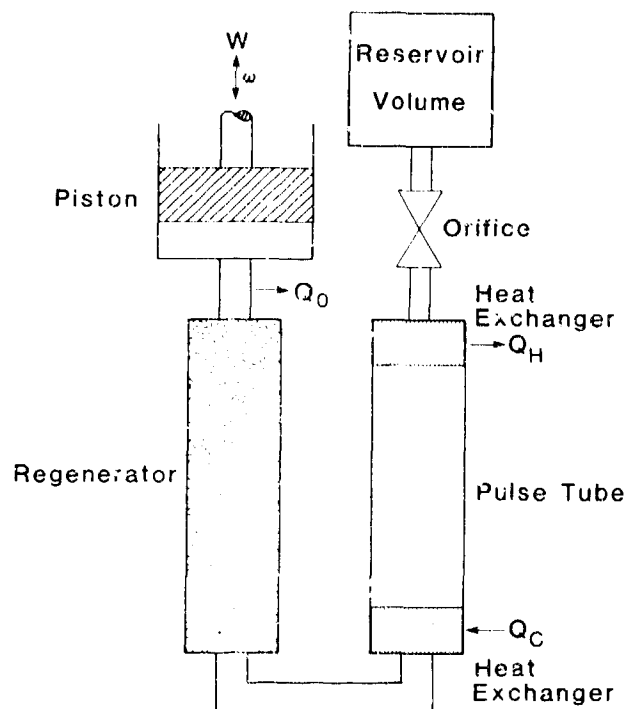 W
ω
Reservoir
Volume
Piston
Orifice
Q0
Heat
Exchanger
QH
Regenerator
Pulse Tube
QC
Heat
Exchanger